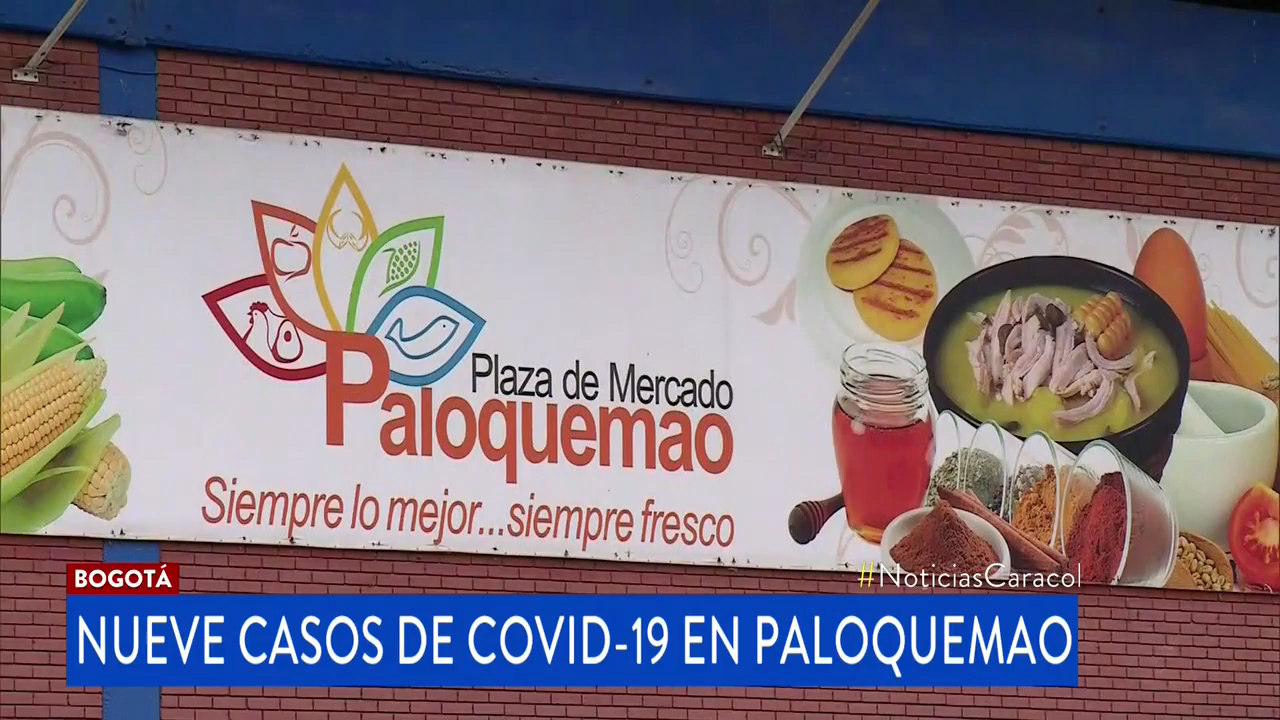 Plaza de Mercado
Paloquemao
Siempre lo mejor...siempre fresco
BOGOTÁ
#NoticiasCaracol
NUEVE CASOS DE COVID-19 EN PALOQUEMAO